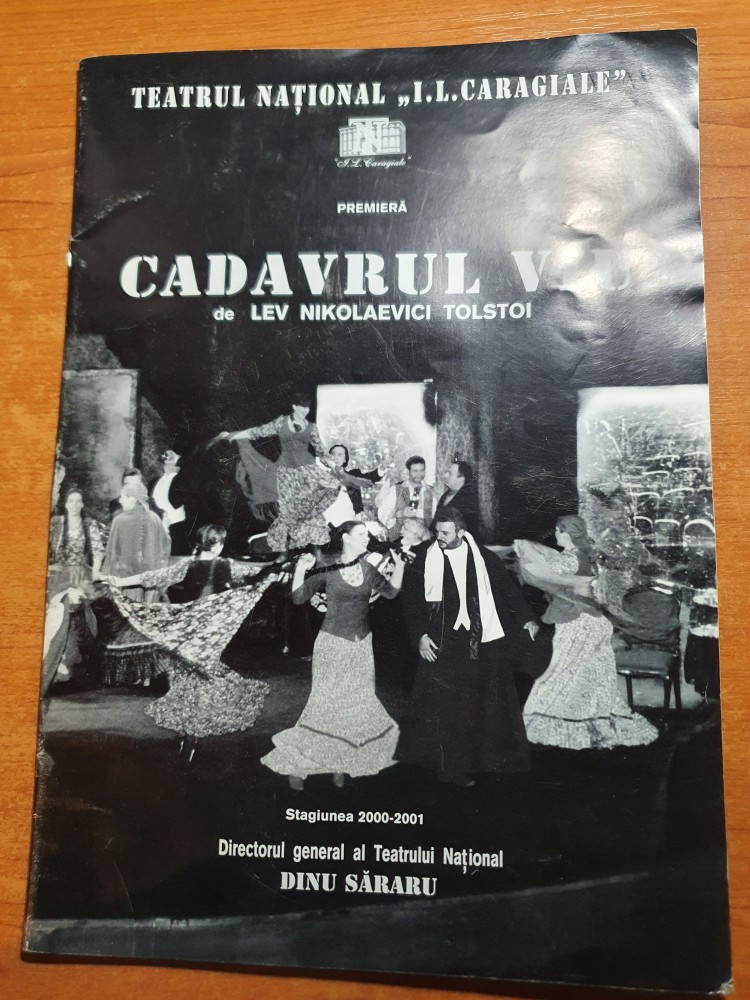 TEATRUL NAȚIONAL „I.L.CARAGIALE”
"I.L. Caragiale"
PREMIERĂ
CADAVRUL VIU
de LEV NIKOLAEVICI TOLSTOI
Stagiunea 2000-2001
Directorul general al Teatrului Național
DINU SĂRARU